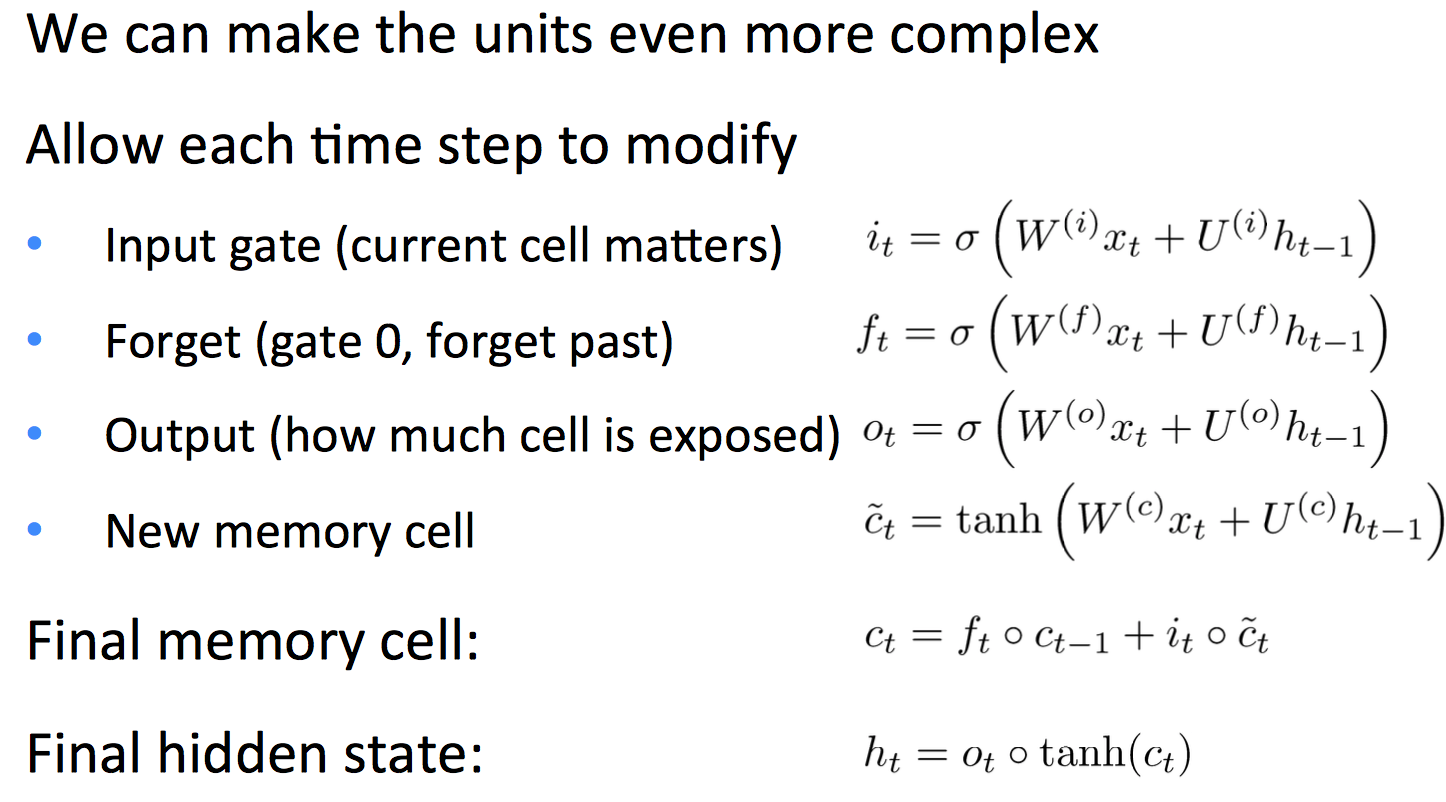 We can make the units even more complex
Allow each time step to modify
• Input gate (current cell matters) $i_t = \sigma\left(W^{(i)}x_t + U^{(i)}h_{t-1}\right)$
• Forget (gate 0, forget past) $f_t = \sigma\left(W^{(f)}x_t + U^{(f)}h_{t-1}\right)$
• Output (how much cell is exposed) $o_t = \sigma\left(W^{(o)}x_t + U^{(o)}h_{t-1}\right)$
• New memory cell $\tilde{c}_t = \tanh\left(W^{(c)}x_t + U^{(c)}h_{t-1}\right)$
Final memory cell: $c_t = f_t \circ c_{t-1} + i_t \circ \tilde{c}_t$
Final hidden state: $h_t = o_t \circ \tanh(c_t)$